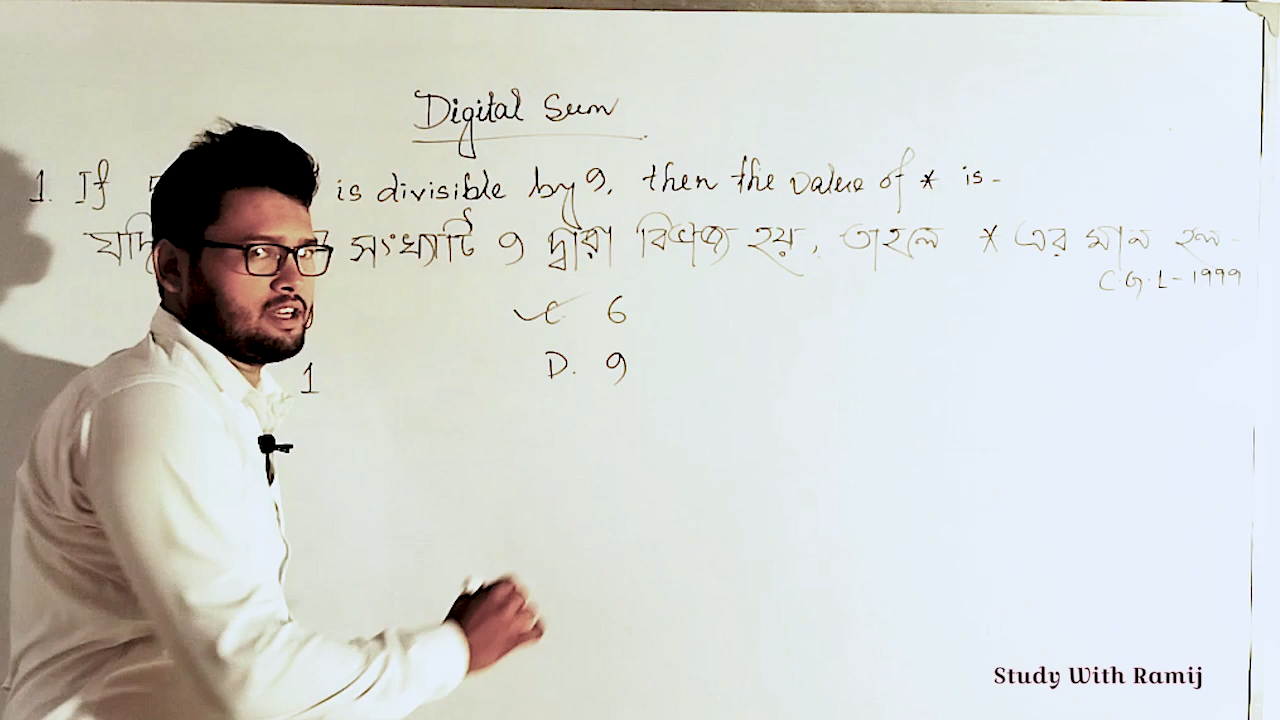 Digital Sum
1. If is divisible by 9, then the value of * is -
যদি সংখ্যাটি 9 দ্বারা বিভাজ্য হয়, তাহলে * এর মান হল-
C.G.L-1999
C. 6
1 D. 9
Study With Ramij